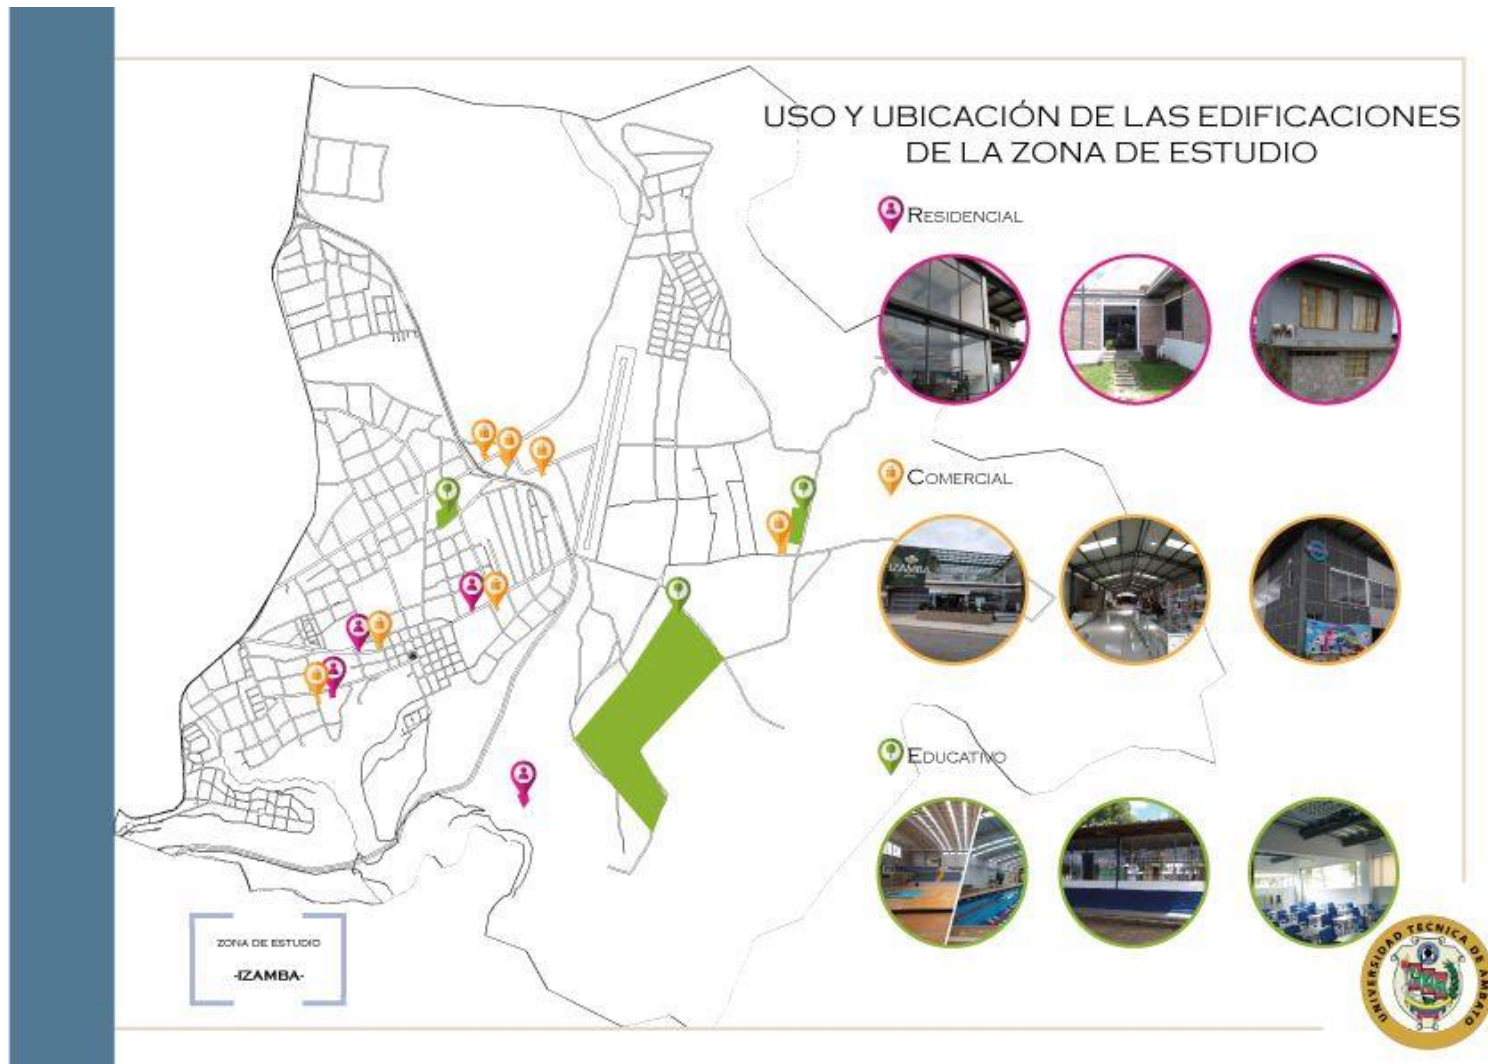 USO Y UBICACIÓN DE LAS EDIFICACIONES
DE LA ZONA DE ESTUDIO
RESIDENCIAL
COMERCIAL
IZAMBA
EDUCATIVO
ZONA DE ESTUDIO
-IZAMBA-
UNIVERSIDAD TECNICA DE AMBATO